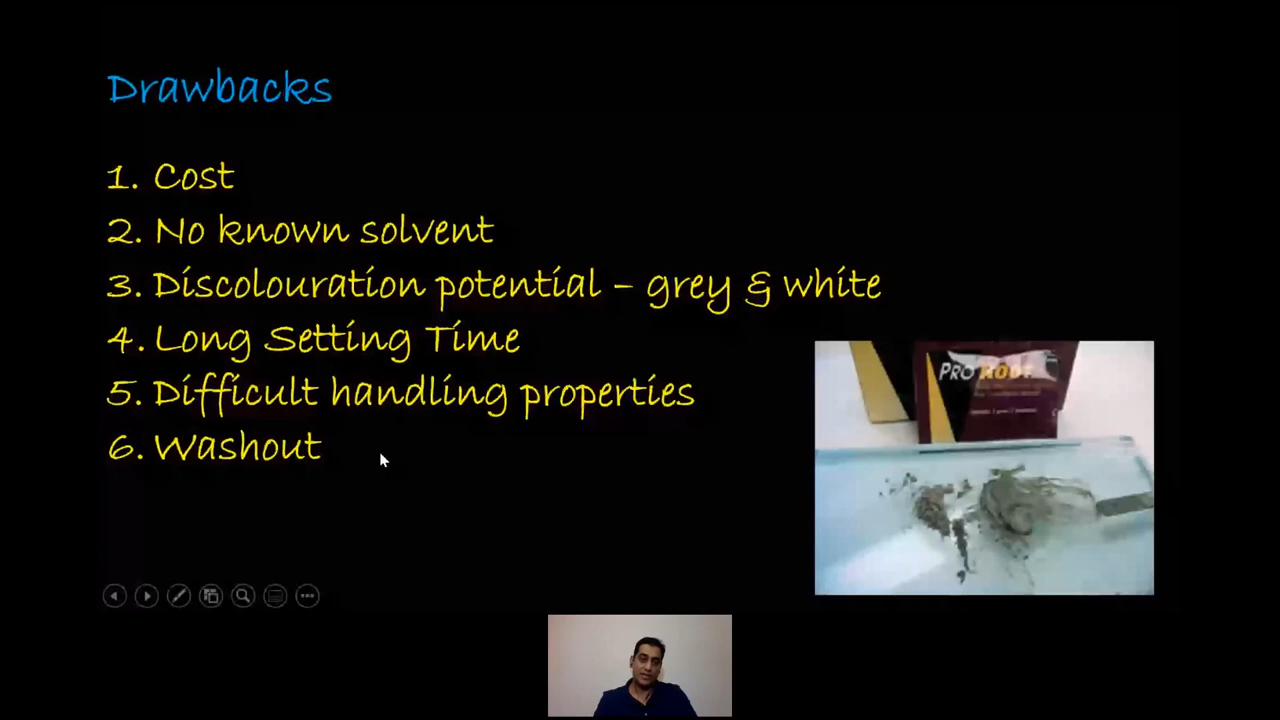 Drawbacks
1. Cost
2. No known solvent
3. Discolouration potential – grey & white
4. Long Setting Time
5. Difficult handling properties
6. Washout
PRO ROOT